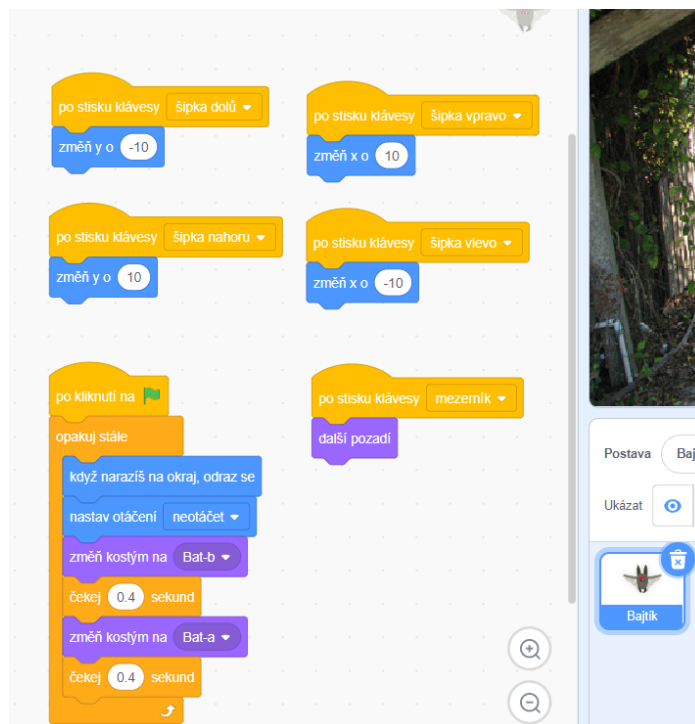 po stisku klávesy šipka dolů
změň y o -10
po stisku klávesy šipka vpravo
změň x o 10
po stisku klávesy šipka nahoru
změň y o 10
po stisku klávesy šipka vlevo
změň x o -10
po kliknutí na
opakuj stále
když narazíš na okraj, odraz se
nastav otáčení neotáčet
změň kostým na Bat-b
čekej 0.4 sekund
změň kostým na Bat-a
čekej 0.4 sekund
po stisku klávesy mezerník
další pozadí
Postava Baj
Ukázat
Bajtík